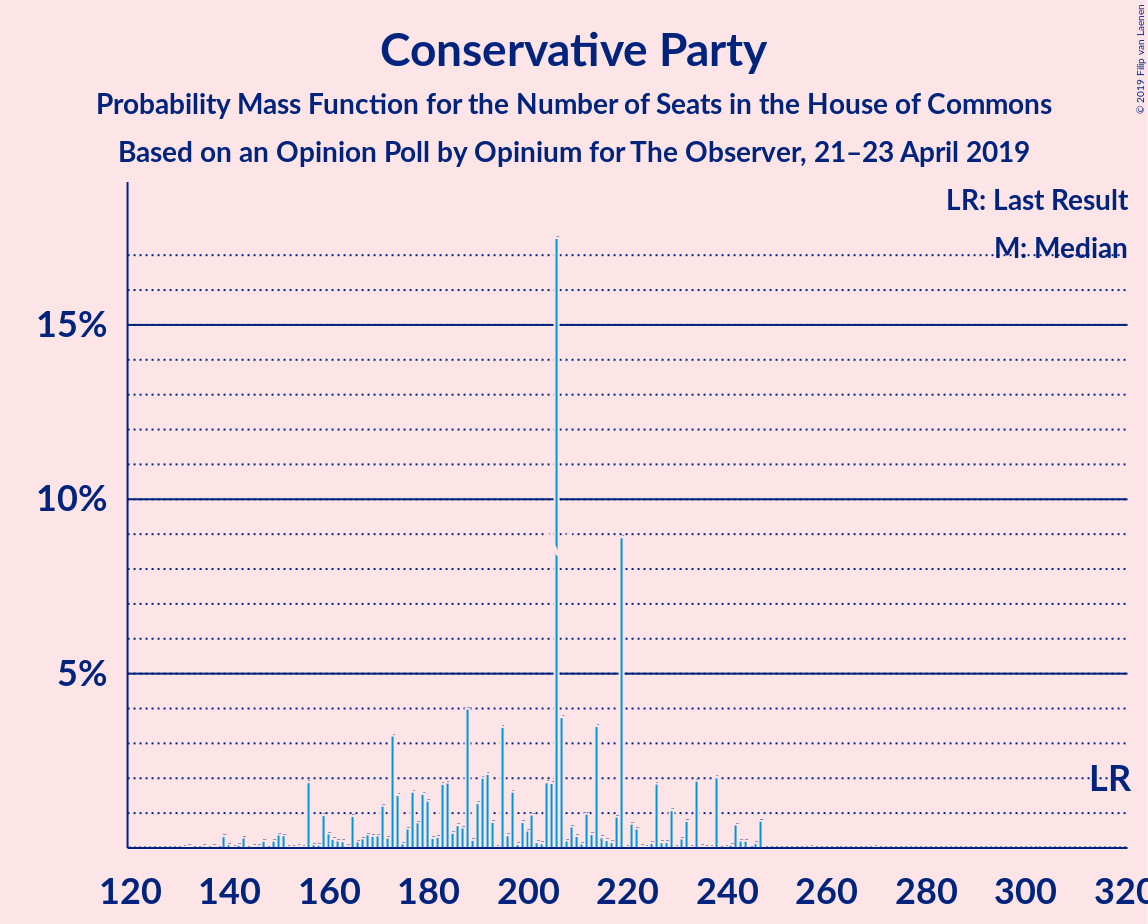 Conservative Party
Probability Mass Function for the Number of Seats in the House of Commons
Based on an Opinion Poll by Opinium for The Observer, 21–23 April 2019
© 2019 Filip van Laenen
LR: Last Result
M: Median
15%
10%
5%
LR
120 140 160 180 200 220 240 260 280 300 320